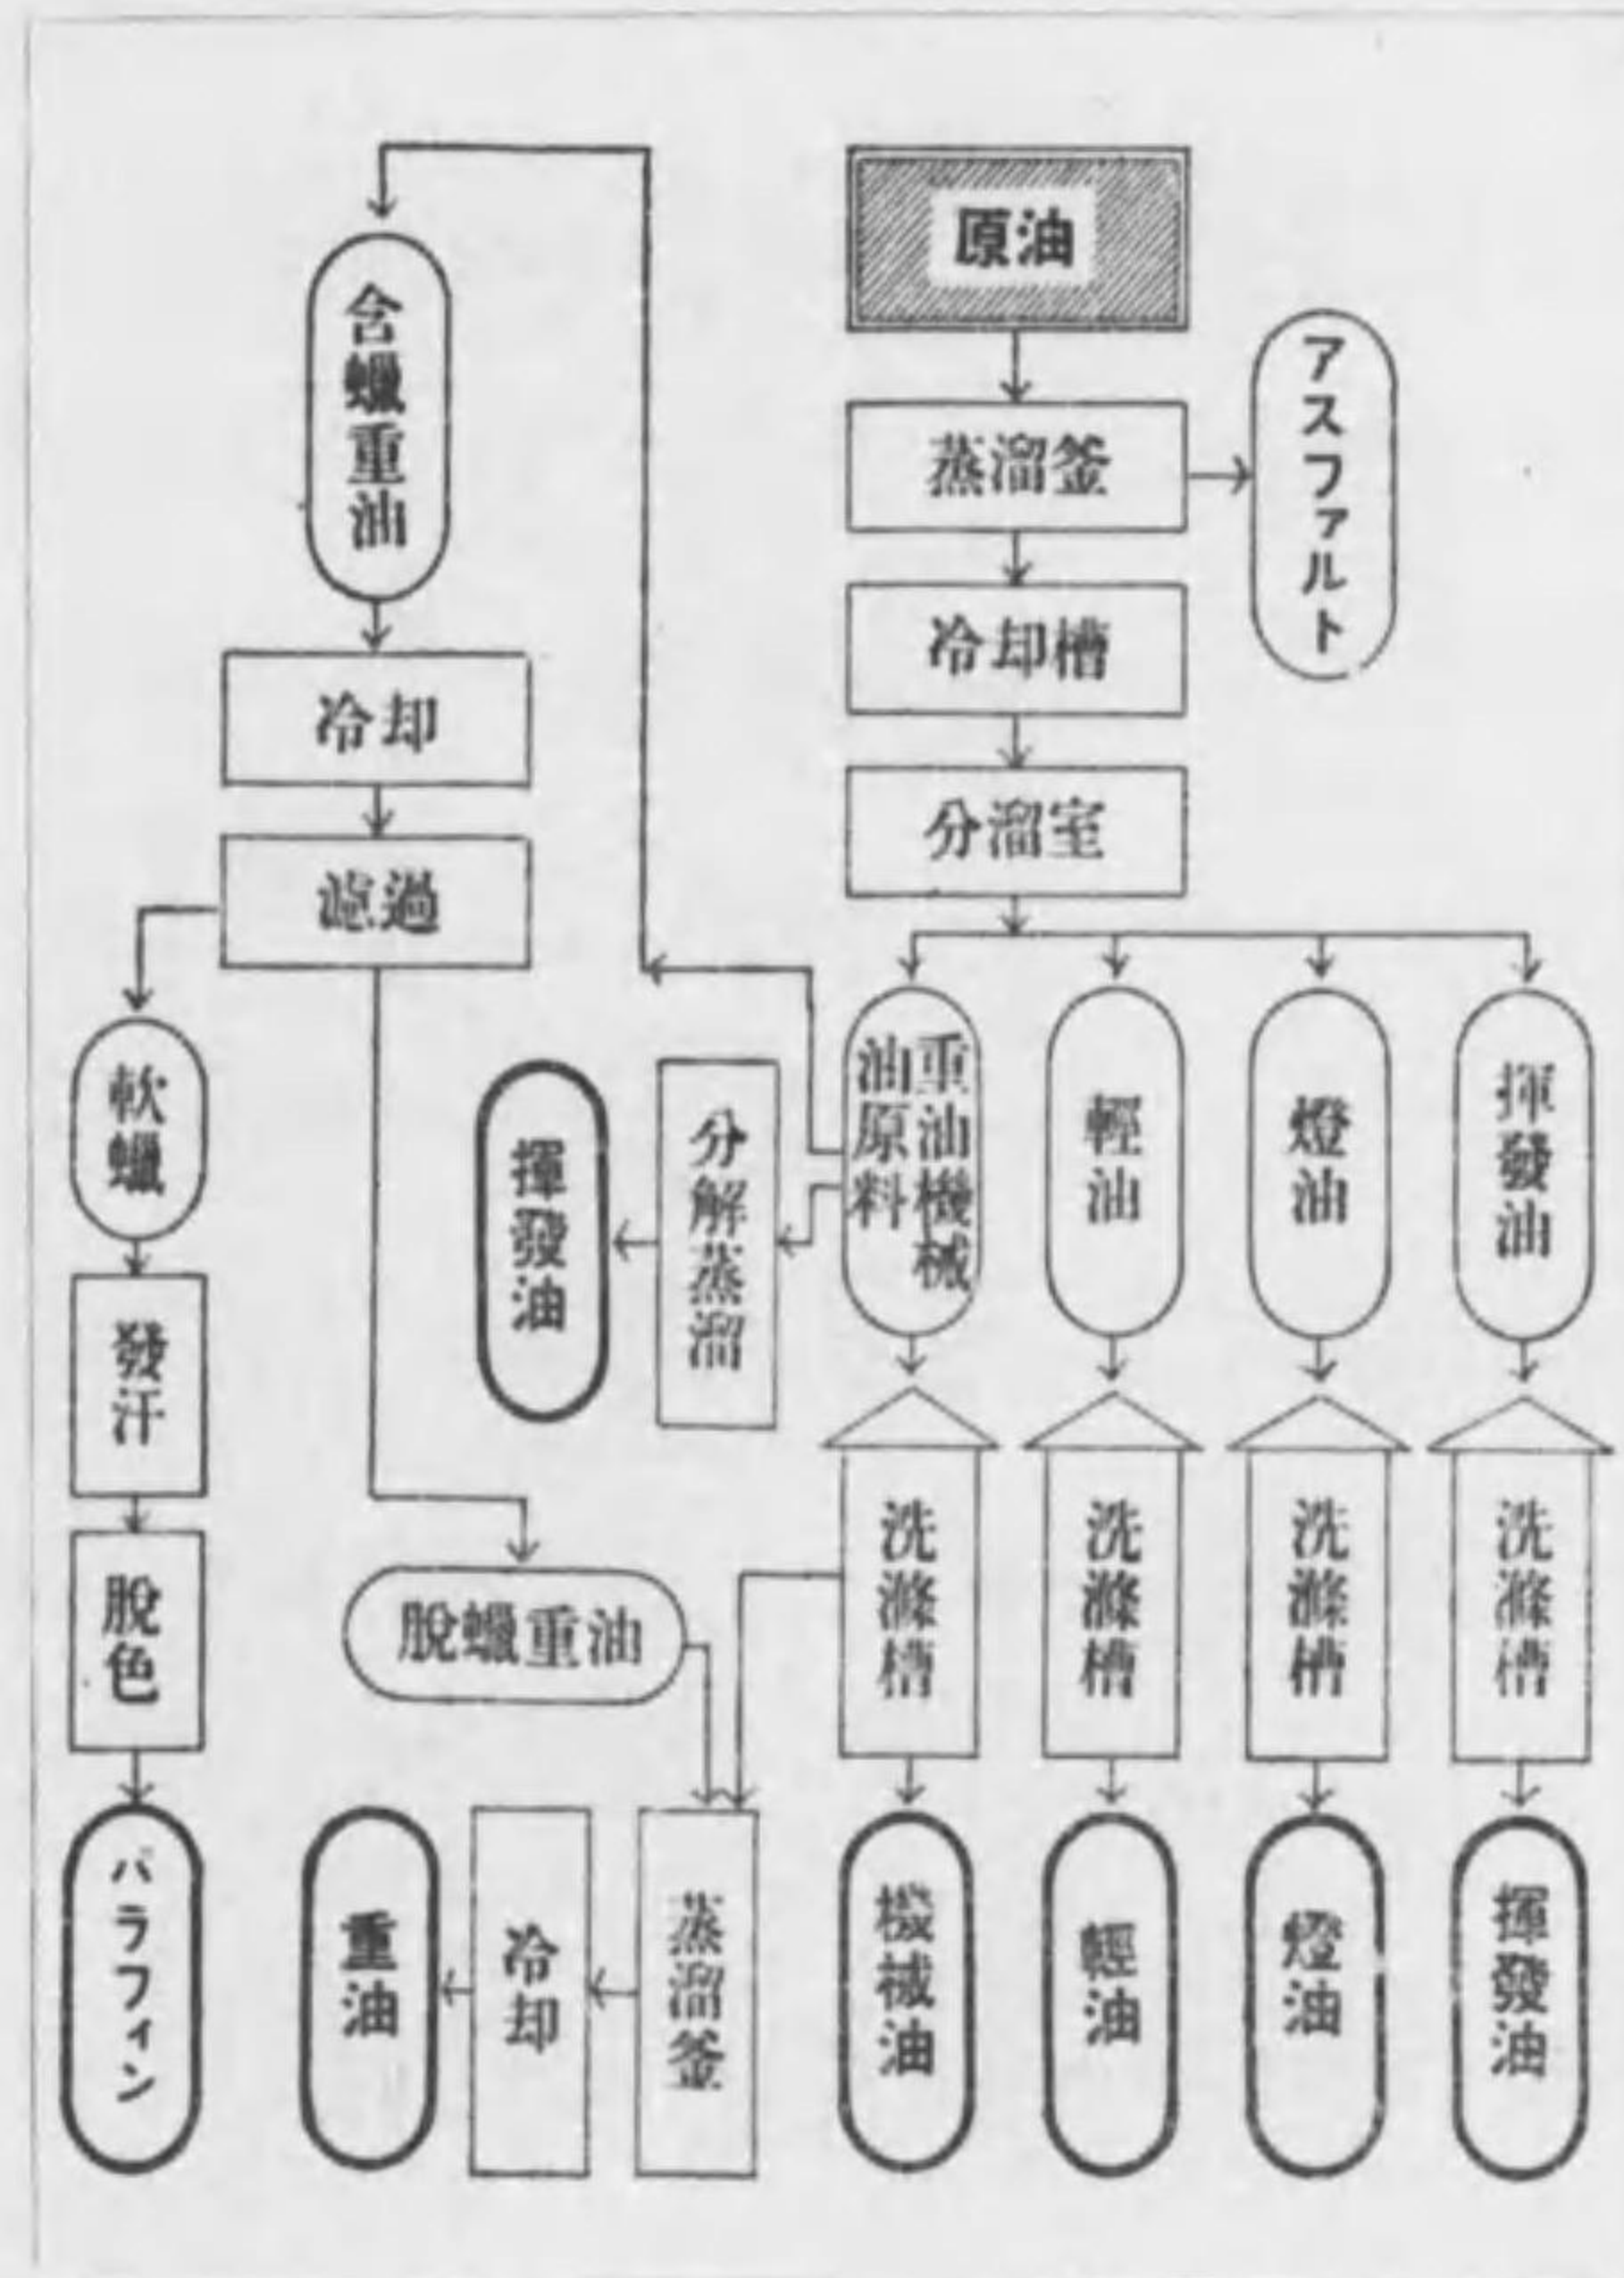 原油
蒸溜釜
アスファルト
冷却槽
分溜室
揮發油
燈油
輕油
重油機械
油原料
洗滌槽
洗滌槽
洗滌槽
洗滌槽
揮發油
燈油
輕油
機械油
分解蒸溜
揮發油
含蠟重油
冷却
濾過
軟蠟
發汗
脫色
パラフィン
脫蠟重油
蒸溜釜
冷却
重油